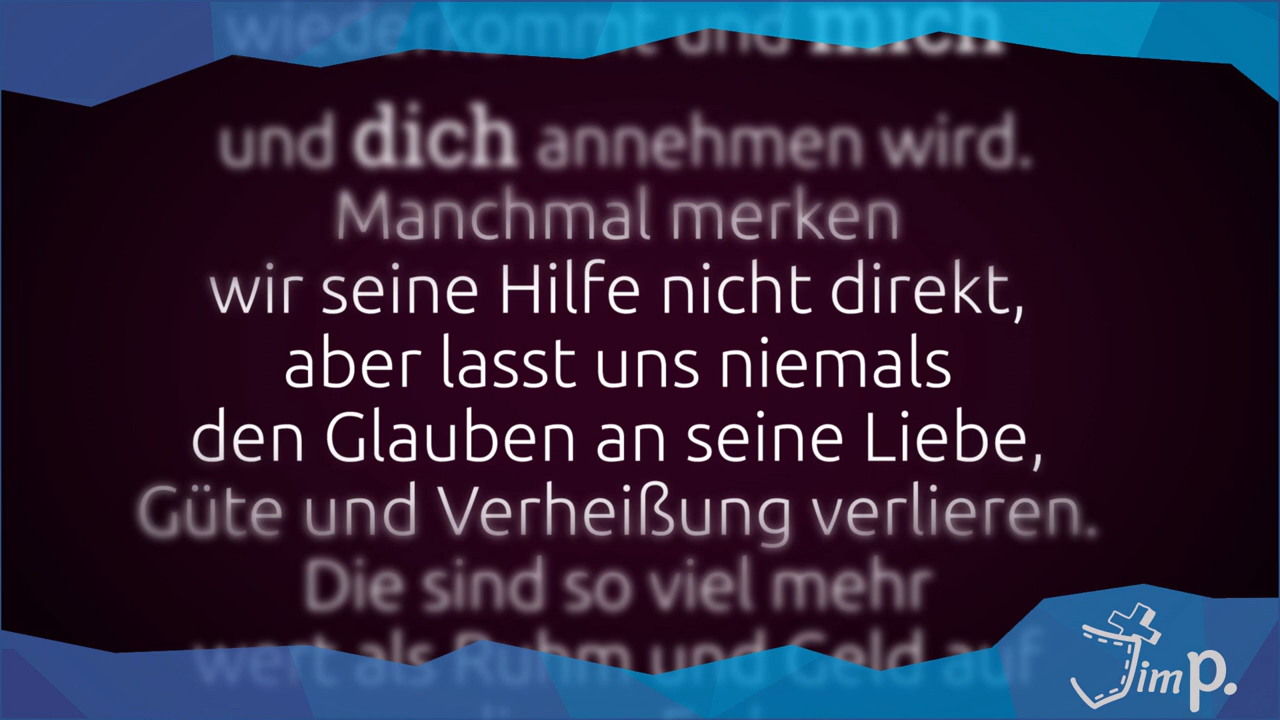 wiederkommt und mich
und dich annehmen wird.
Manchmal merken
wir seine Hilfe nicht direkt,
aber lasst uns niemals
den Glauben an seine Liebe,
Güte und Verheißung verlieren.
Die sind so viel mehr
wert als Ruhm und Geld auf
Jim P.